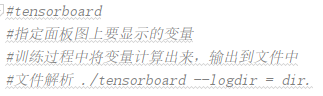 #tensorboard
#指定面板图上要显示的变量
#训练过程中将变量计算出来，输出到文件中
#文件解析 ./tensorboard --logdir = dir.